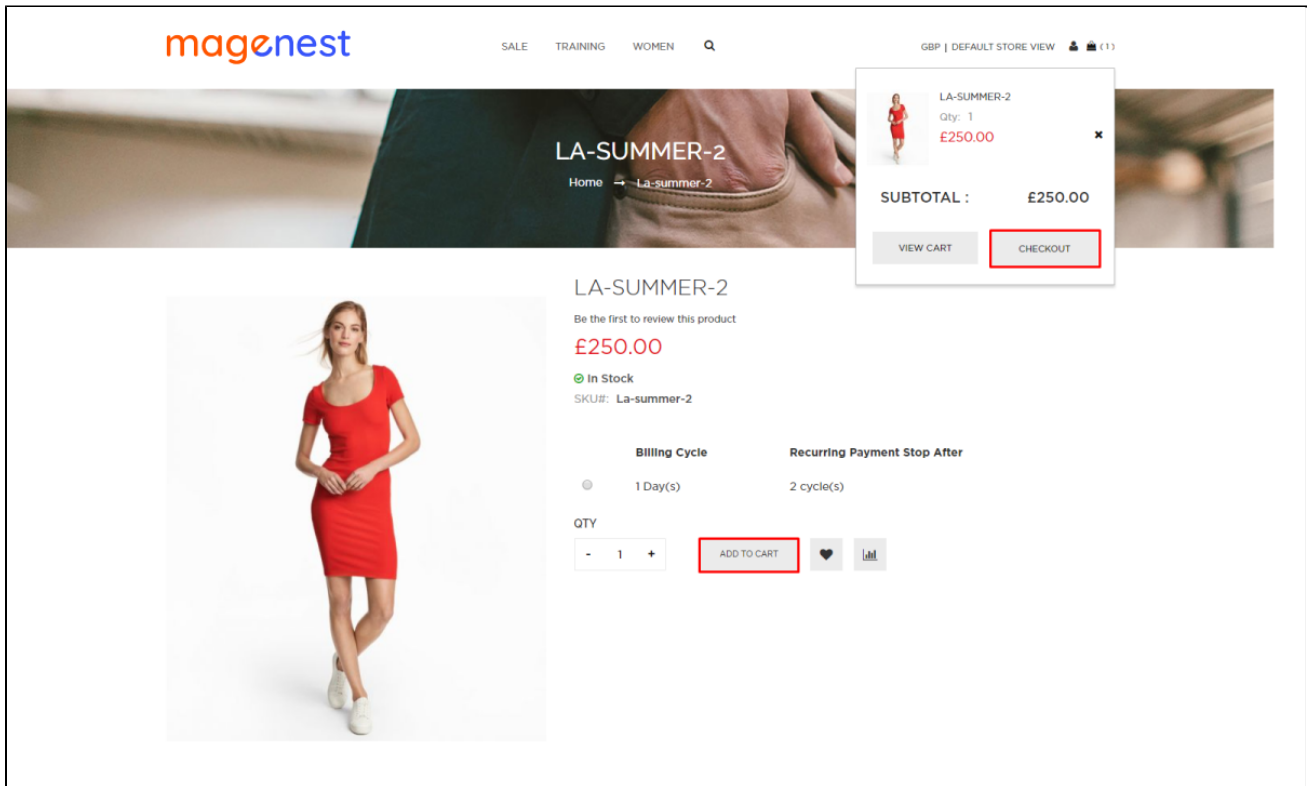 magenest
SALE TRAINING WOMEN
GBP | DEFAULT STORE VIEW (1)
LA-SUMMER-2
Qty: 1
£250.00
SUBTOTAL : £250.00
VIEW CART CHECKOUT
LA-SUMMER-2
Home → La-summer-2
LA-SUMMER-2
Be the first to review this product
£250.00
In Stock
SKU#: La-summer-2
Billing Cycle Recurring Payment Stop After
1 Day(s) 2 cycle(s)
QTY
- 1 + ADD TO CART